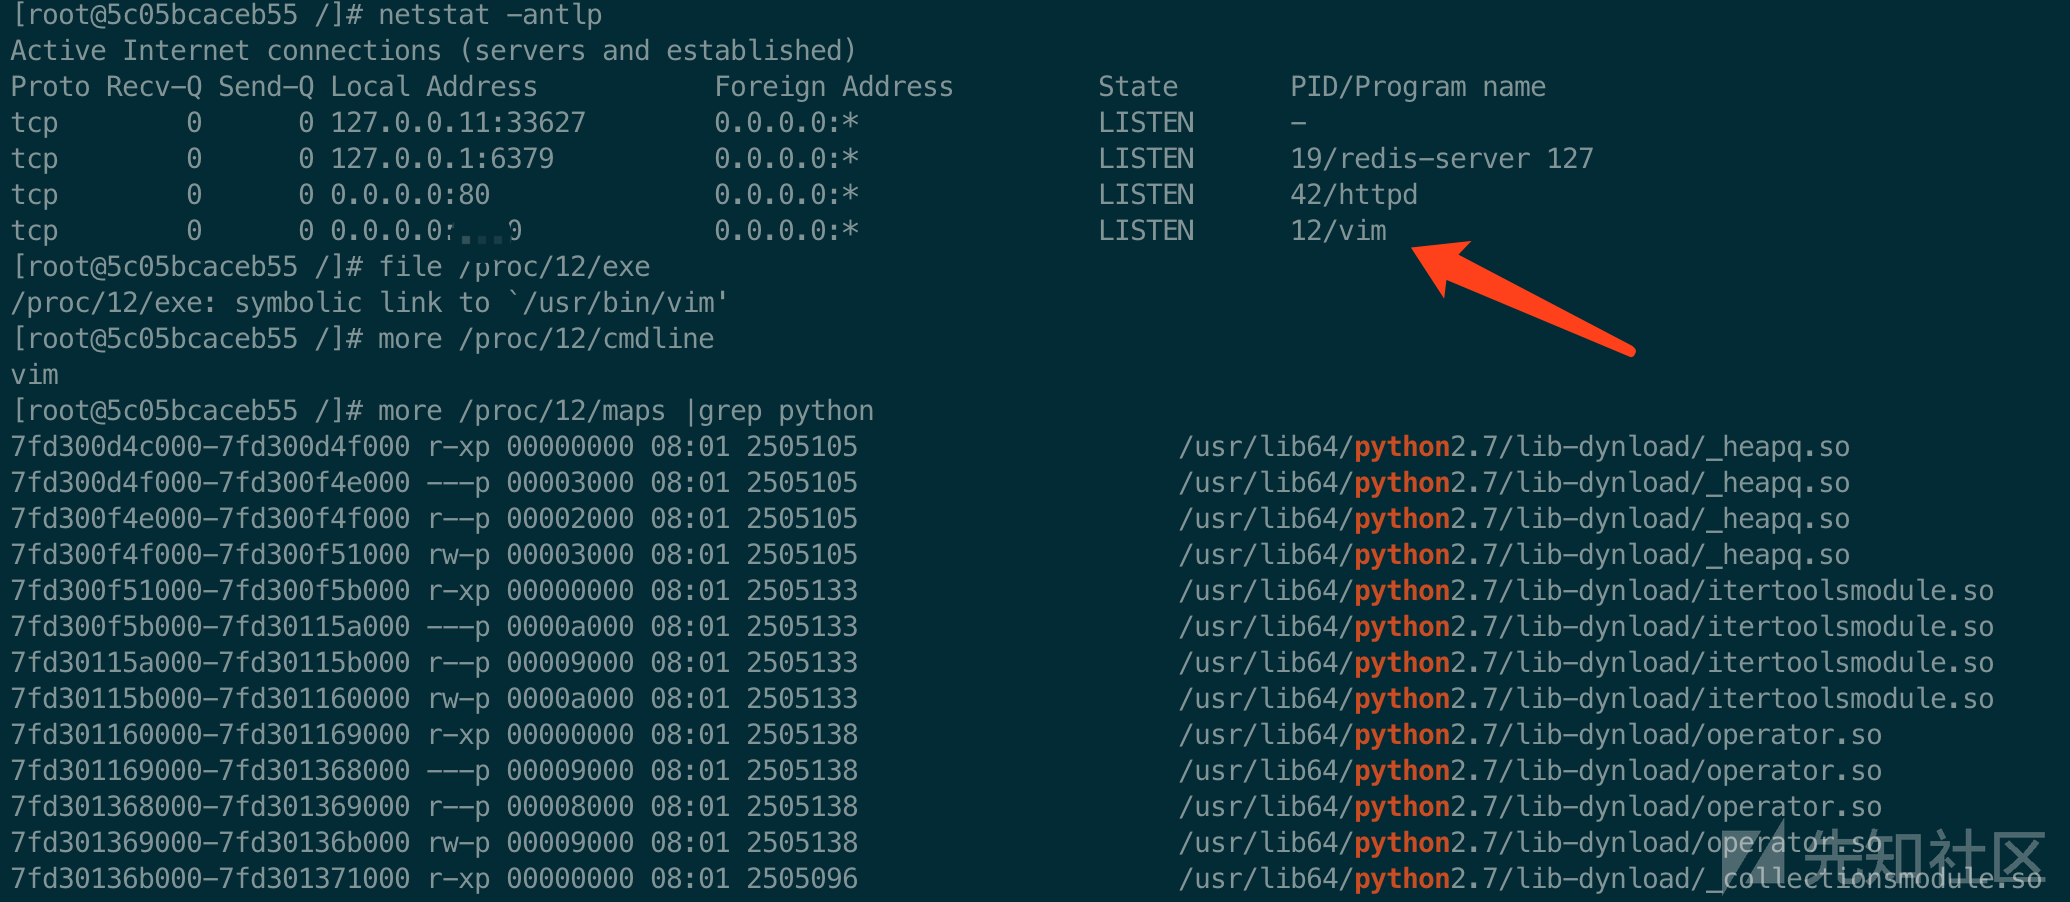 [root@5c05bcaceb55 /]# netstat -antlp
Active Internet connections (servers and established)
Proto Recv-Q Send-Q Local Address           Foreign Address         State       PID/Program name
tcp        0      0 127.0.0.11:33627        0.0.0.0:*               LISTEN      -
tcp        0      0 127.0.0.1:6379          0.0.0.0:*               LISTEN      19/redis-server 127
tcp        0      0 0.0.0.0:80              0.0.0.0:*               LISTEN      42/httpd
tcp        0      0 0.0.0.0:    0            0.0.0.0:*               LISTEN      12/vim
[root@5c05bcaceb55 /]# file /proc/12/exe
/proc/12/exe: symbolic link to `/usr/bin/vim'
[root@5c05bcaceb55 /]# more /proc/12/cmdline
vim
[root@5c05bcaceb55 /]# more /proc/12/maps |grep python
7fd300d4c000-7fd300d4f000 r-xp 00000000 08:01 2505105                    /usr/lib64/python2.7/lib-dynload/_heapq.so
7fd300d4f000-7fd300f4e000 ---p 00003000 08:01 2505105                    /usr/lib64/python2.7/lib-dynload/_heapq.so
7fd300f4e000-7fd300f4f000 r--p 00002000 08:01 2505105                    /usr/lib64/python2.7/lib-dynload/_heapq.so
7fd300f4f000-7fd300f51000 rw-p 00003000 08:01 2505105                    /usr/lib64/python2.7/lib-dynload/_heapq.so
7fd300f51000-7fd300f5b000 r-xp 00000000 08:01 2505133                    /usr/lib64/python2.7/lib-dynload/itertoolsmodule.so
7fd300f5b000-7fd30115a000 ---p 0000a000 08:01 2505133                    /usr/lib64/python2.7/lib-dynload/itertoolsmodule.so
7fd30115a000-7fd30115b000 r--p 00009000 08:01 2505133                    /usr/lib64/python2.7/lib-dynload/itertoolsmodule.so
7fd30115b000-7fd301160000 rw-p 0000a000 08:01 2505133                    /usr/lib64/python2.7/lib-dynload/itertoolsmodule.so
7fd301160000-7fd301169000 r-xp 00000000 08:01 2505138                    /usr/lib64/python2.7/lib-dynload/operator.so
7fd301169000-7fd301368000 ---p 00009000 08:01 2505138                    /usr/lib64/python2.7/lib-dynload/operator.so
7fd301368000-7fd301369000 r--p 00008000 08:01 2505138                    /usr/lib64/python2.7/lib-dynload/operator.so
7fd301369000-7fd30136b000 rw-p 00009000 08:01 2505138                    /usr/lib64/python2.7/lib-dynload/operator.so
7fd30136b000-7fd301371000 r-xp 00000000 08:01 2505096                    /usr/lib64/python2.7/lib-dynload/_collectionsmodule.so
先知社区